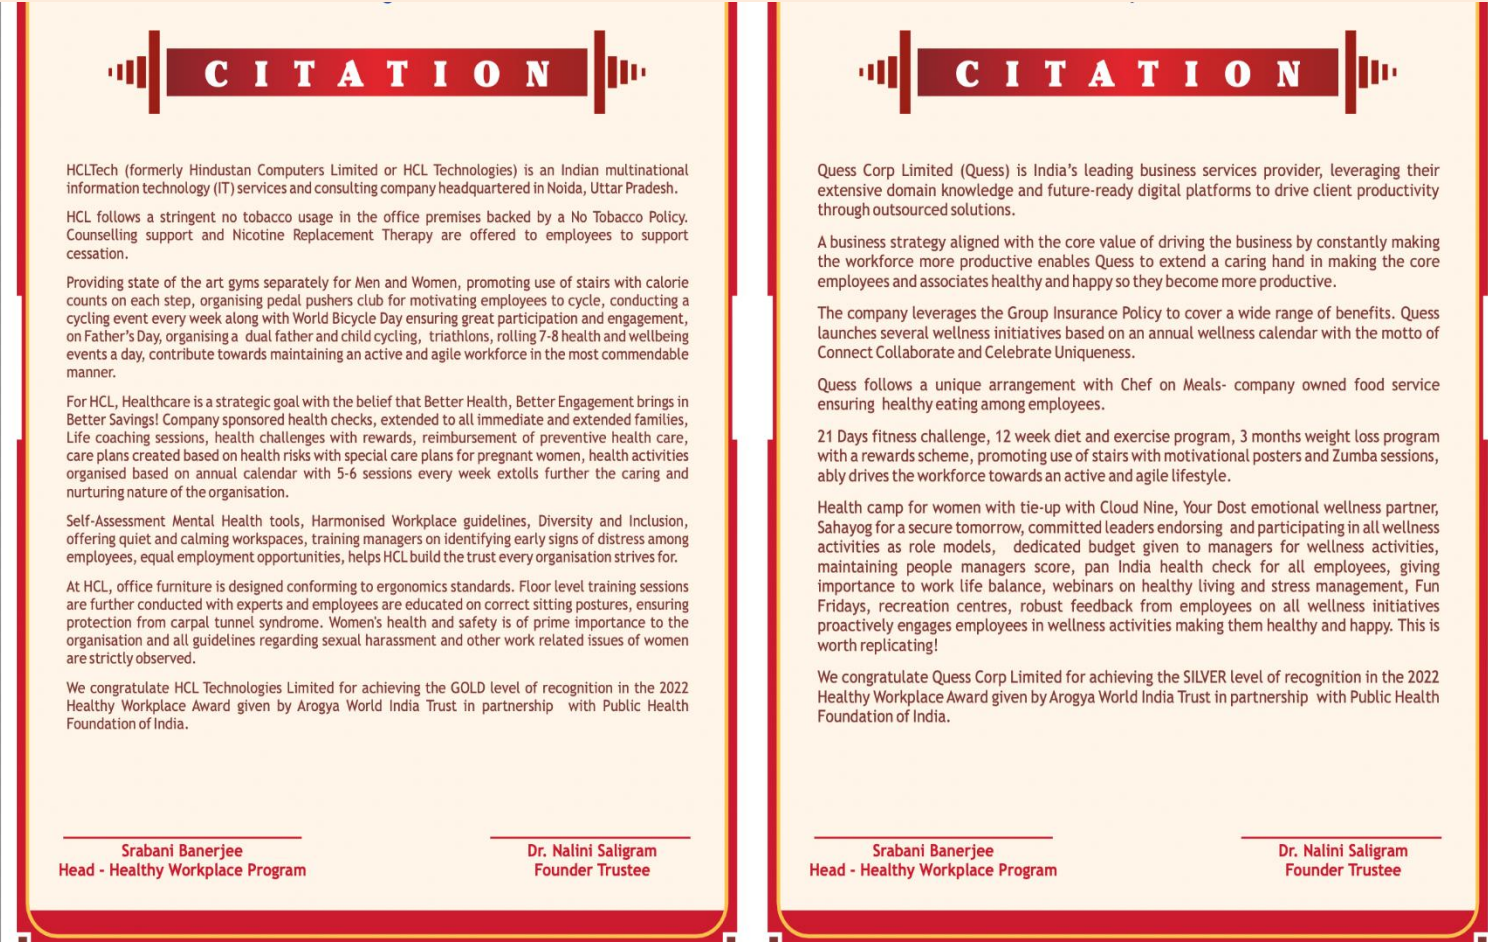 CITATION
HCLTech (formerly Hindustan Computers Limited or HCL Technologies) is an Indian multinational
information technology (IT) services and consulting company headquartered in Noida, Uttar Pradesh.
HCL follows a stringent no tobacco usage in the office premises backed by a No Tobacco Policy.
Counselling support and Nicotine Replacement Therapy are offered to employees to support
cessation.
Providing state of the art gyms separately for Men and Women, promoting use of stairs with calorie
counts on each step, organising pedal pushers club for motivating employees to cycle, conducting a
cycling event every week along with World Bicycle Day ensuring great participation and engagement,
on Father's Day, organising a dual father and child cycling, triathlons, rolling 7-8 health and wellbeing
events a day, contribute towards maintaining an active and agile workforce in the most commendable
manner.
For HCL, Healthcare is a strategic goal with the belief that Better Health, Better Engagement brings in
Better Savings! Company sponsored health checks, extended to all immediate and extended families,
Life coaching sessions, health challenges with rewards, reimbursement of preventive health care,
care plans created based on health risks with special care plans for pregnant women, health activities
organised based on annual calendar with 5-6 sessions every week extolls further the caring and
nurturing nature of the organisation.
Self-Assessment Mental Health tools, Harmonised Workplace guidelines, Diversity and Inclusion,
offering quiet and calming workspaces, training managers on identifying early signs of distress among
employees, equal employment opportunities, helps HCL build the trust every organisation strives for.
At HCL, office furniture is designed conforming to ergonomics standards. Floor level training sessions
are further conducted with experts and employees are educated on correct sitting postures, ensuring
protection from carpal tunnel syndrome. Women's health and safety is of prime importance to the
organisation and all guidelines regarding sexual harassment and other work related issues of women
are strictly observed.
We congratulate HCL Technologies Limited for achieving the GOLD level of recognition in the 2022
Healthy Workplace Award given by Arogya World India Trust in partnership with Public Health
Foundation of India.
Srabani Banerjee
Head - Healthy Workplace Program
Dr. Nalini Saligram
Founder Trustee
CITATION
Quess Corp Limited (Quess) is India's leading business services provider, leveraging their
extensive domain knowledge and future-ready digital platforms to drive client productivity
through outsourced solutions.
A business strategy aligned with the core value of driving the business by constantly making
the workforce more productive enables Quess to extend a caring hand in making the core
employees and associates healthy and happy so they become more productive.
The company leverages the Group Insurance Policy to cover a wide range of benefits. Quess
launches several wellness initiatives based on an annual wellness calendar with the motto of
Connect Collaborate and Celebrate Uniqueness.
Quess follows a unique arrangement with Chef on Meals- company owned food service
ensuring healthy eating among employees.
21 Days fitness challenge, 12 week diet and exercise program, 3 months weight loss program
with a rewards scheme, promoting use of stairs with motivational posters and Zumba sessions,
ably drives the workforce towards an active and agile lifestyle.
Health camp for women with tie-up with Cloud Nine, Your Dost emotional wellness partner,
Sahayog for a secure tomorrow, committed leaders endorsing and participating in all wellness
activities as role models, dedicated budget given to managers for wellness activities,
maintaining people managers score, pan India health check for all employees, giving
importance to work life balance, webinars on healthy living and stress management, Fun
Fridays, recreation centres, robust feedback from employees on all wellness initiatives
proactively engages employees in wellness activities making them healthy and happy. This is
worth replicating!
We congratulate Quess Corp Limited for achieving the SILVER level of recognition in the 2022
Healthy Workplace Award given by Arogya World India Trust in partnership with Public Health
Foundation of India.
Srabani Banerjee
Head - Healthy Workplace Program
Dr. Nalini Saligram
Founder Trustee